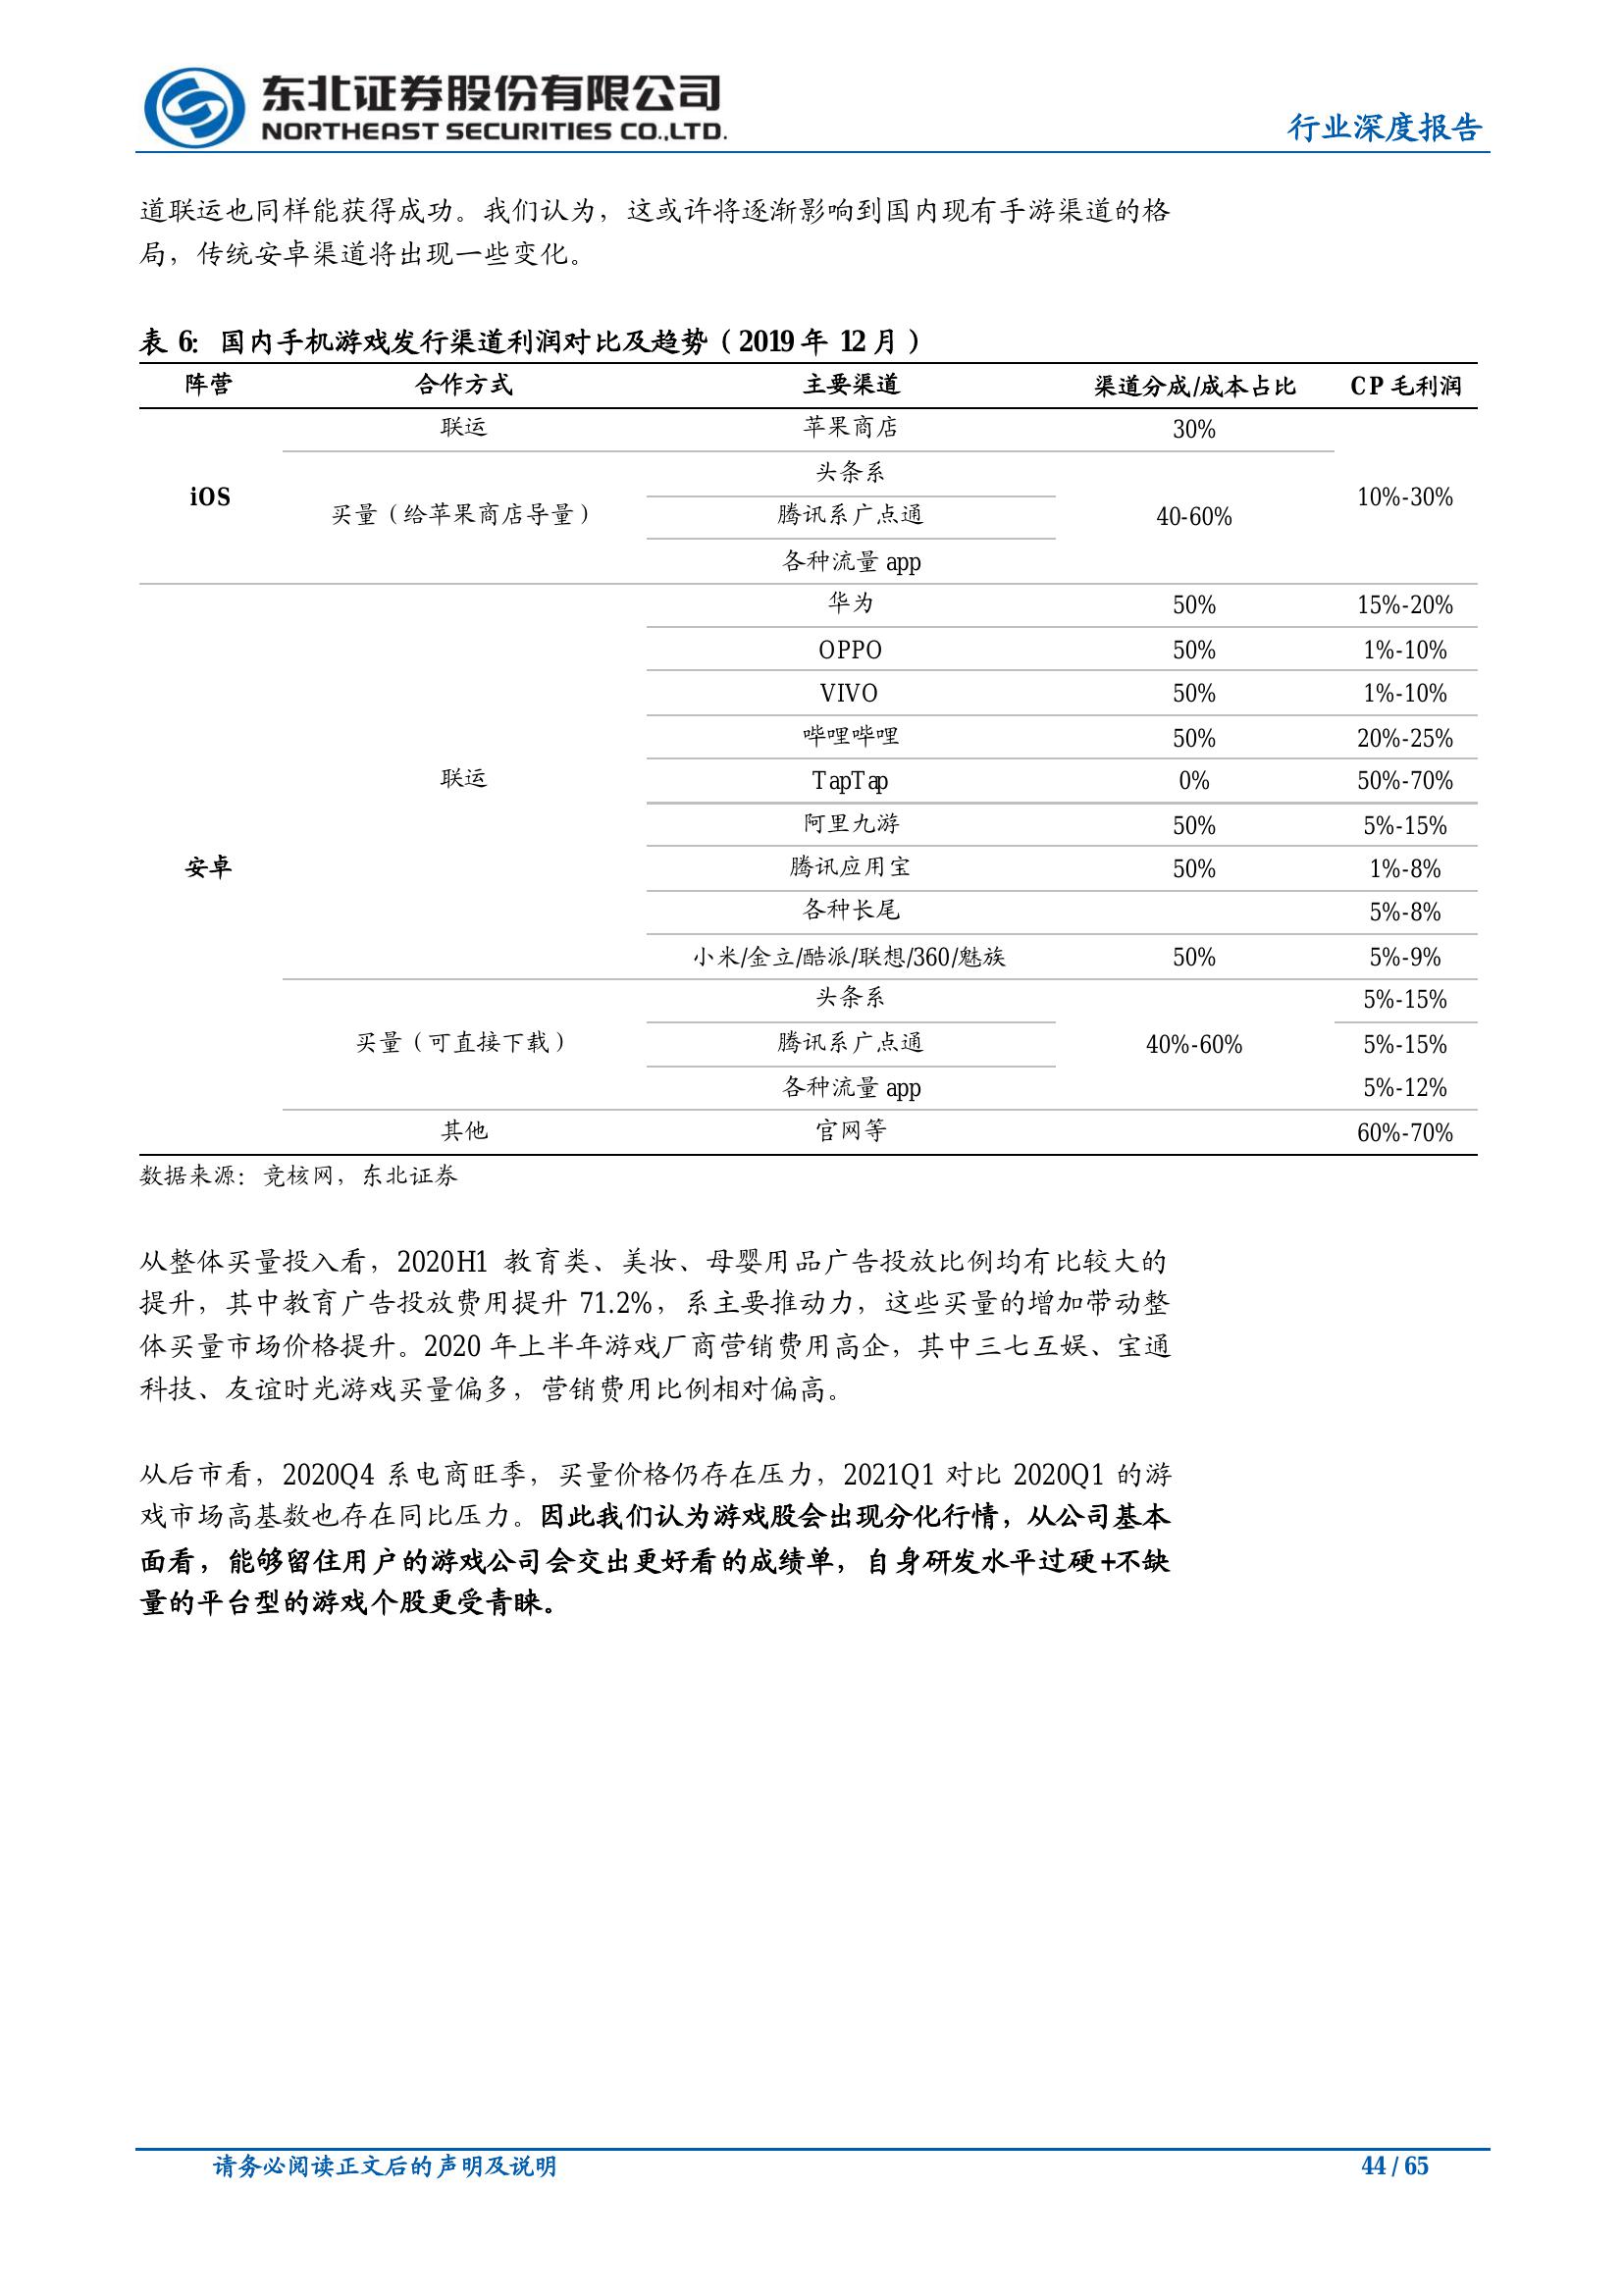 东北证券股份有限公司
NORTHEAST SECURITIES CO.,LTD.
行业深度报告
道联运也同样能获得成功。我们认为，这或许将逐渐影响到国内现有手游渠道的格
局，传统安卓渠道将出现一些变化。
表 6：国内手机游戏发行渠道利润对比及趋势（2019 年 12 月）
阵营 合作方式 主要渠道 渠道分成/成本占比 CP 毛利润
联运 苹果商店 30%
头条系
iOS 买量（给苹果商店导量） 腾讯系广点通 40-60% 10%-30%
各种流量 app
华为 50% 15%-20%
OPPO 50% 1%-10%
VIVO 50% 1%-10%
哔哩哔哩 50% 20%-25%
联运 TapTap 0% 50%-70%
阿里九游 50% 5%-15%
安卓 腾讯应用宝 50% 1%-8%
各种长尾 5%-8%
小米/金立/酷派/联想/360/魅族 50% 5%-9%
头条系 5%-15%
买量（可直接下载） 腾讯系广点通 40%-60% 5%-15%
各种流量 app 5%-12%
其他 官网等 60%-70%
数据来源：竞核网，东北证券
从整体买量投入看，2020H1 教育类、美妆、母婴用品广告投放比例均有比较大的
提升，其中教育广告投放费用提升 71.2%，系主要推动力，这些买量的增加带动整
体买量市场价格提升。2020 年上半年游戏厂商营销费用高企，其中三七互娱、宝通
科技、友谊时光游戏买量偏多，营销费用比例相对偏高。
从后市看，2020Q4 系电商旺季，买量价格仍存在压力，2021Q1 对比 2020Q1 的游
戏市场高基数也存在同比压力。因此我们认为游戏股会出现分化行情，从公司基本
面看，能够留住用户的游戏公司会交出更好看的成绩单，自身研发水平过硬+不缺
量的平台型的游戏个股更受青睐。
请务必阅读正文后的声明及说明
44 / 65